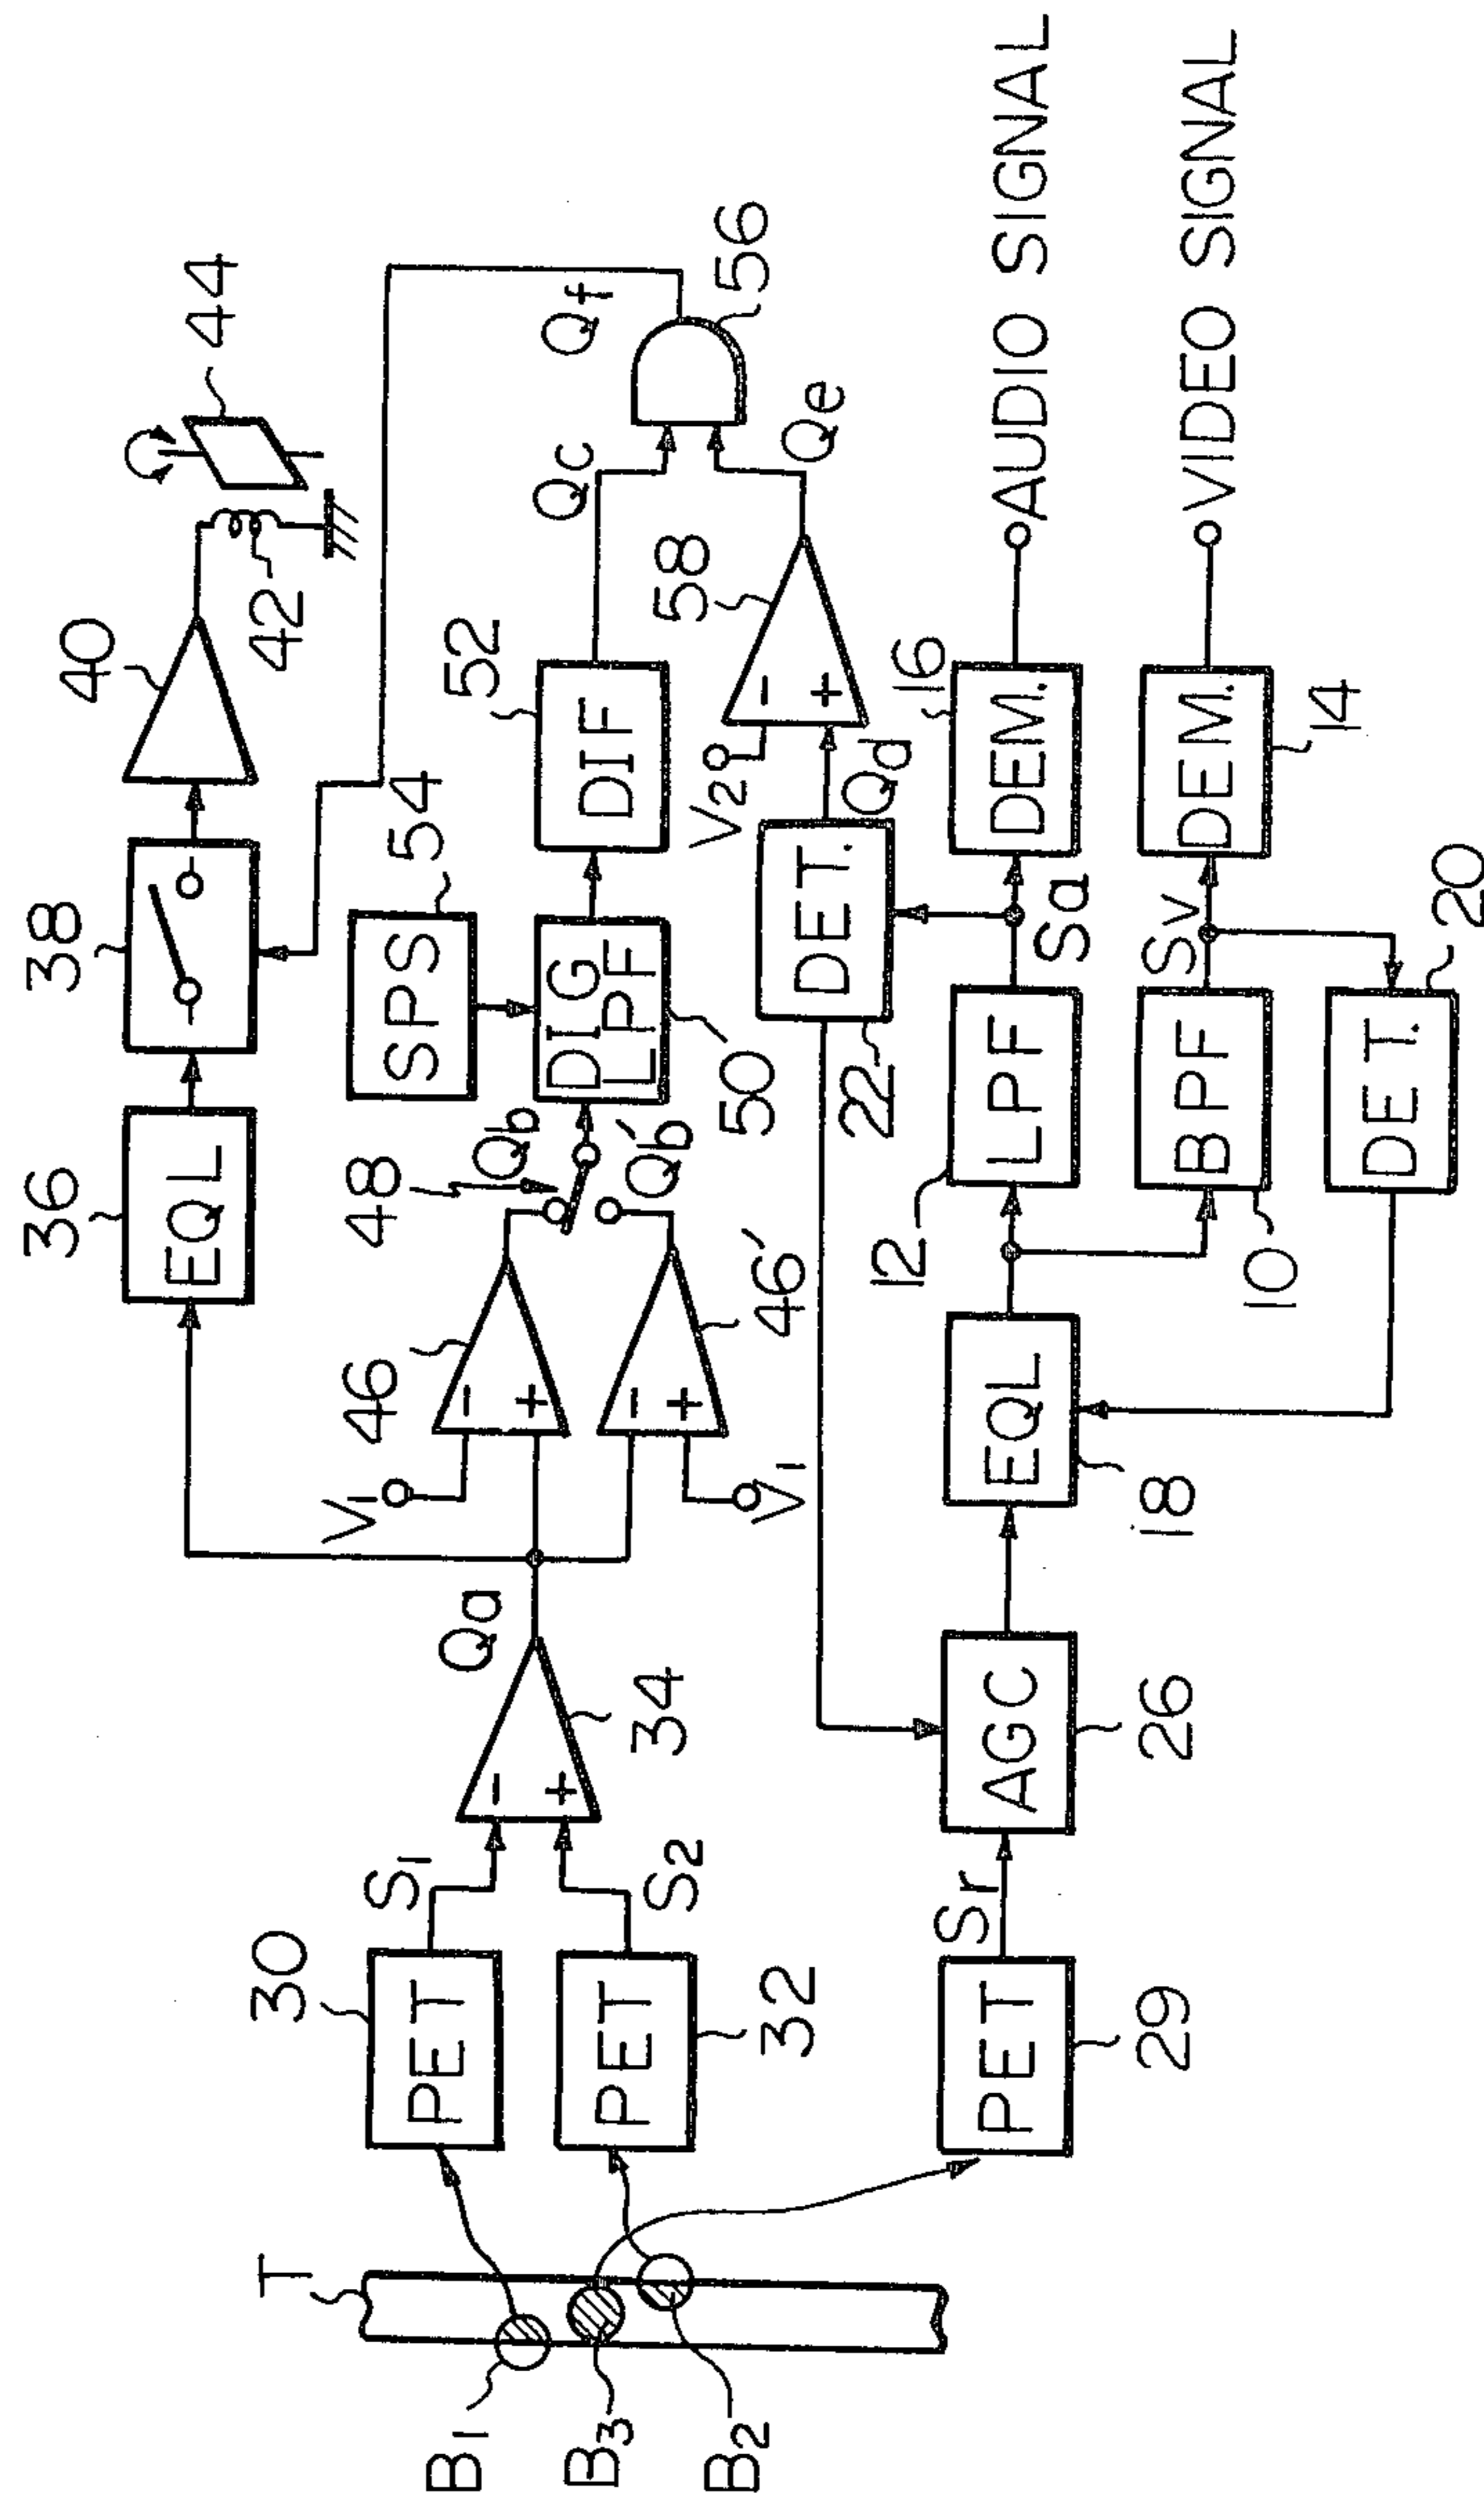 36
EQL
38
40
42
44
SPS
54
T
B1
B3
B2
30
PET
S1
PET
32
S2
-
+
34
Qa
V1
46
-
+
-
+
46'
V1
48
Qb
Qb'
DIG
LPF
50
DIF
52
Qc
Qf
56
V2
-
+
58
Qe
Qd
DET.
22
PET
29
Sr
AGC
26
EQL
18
12
LPF
Sa
DEM.
16
AUDIO SIGNAL
10
BPF
Sv
DEM.
14
VIDEO SIGNAL
DET.
20